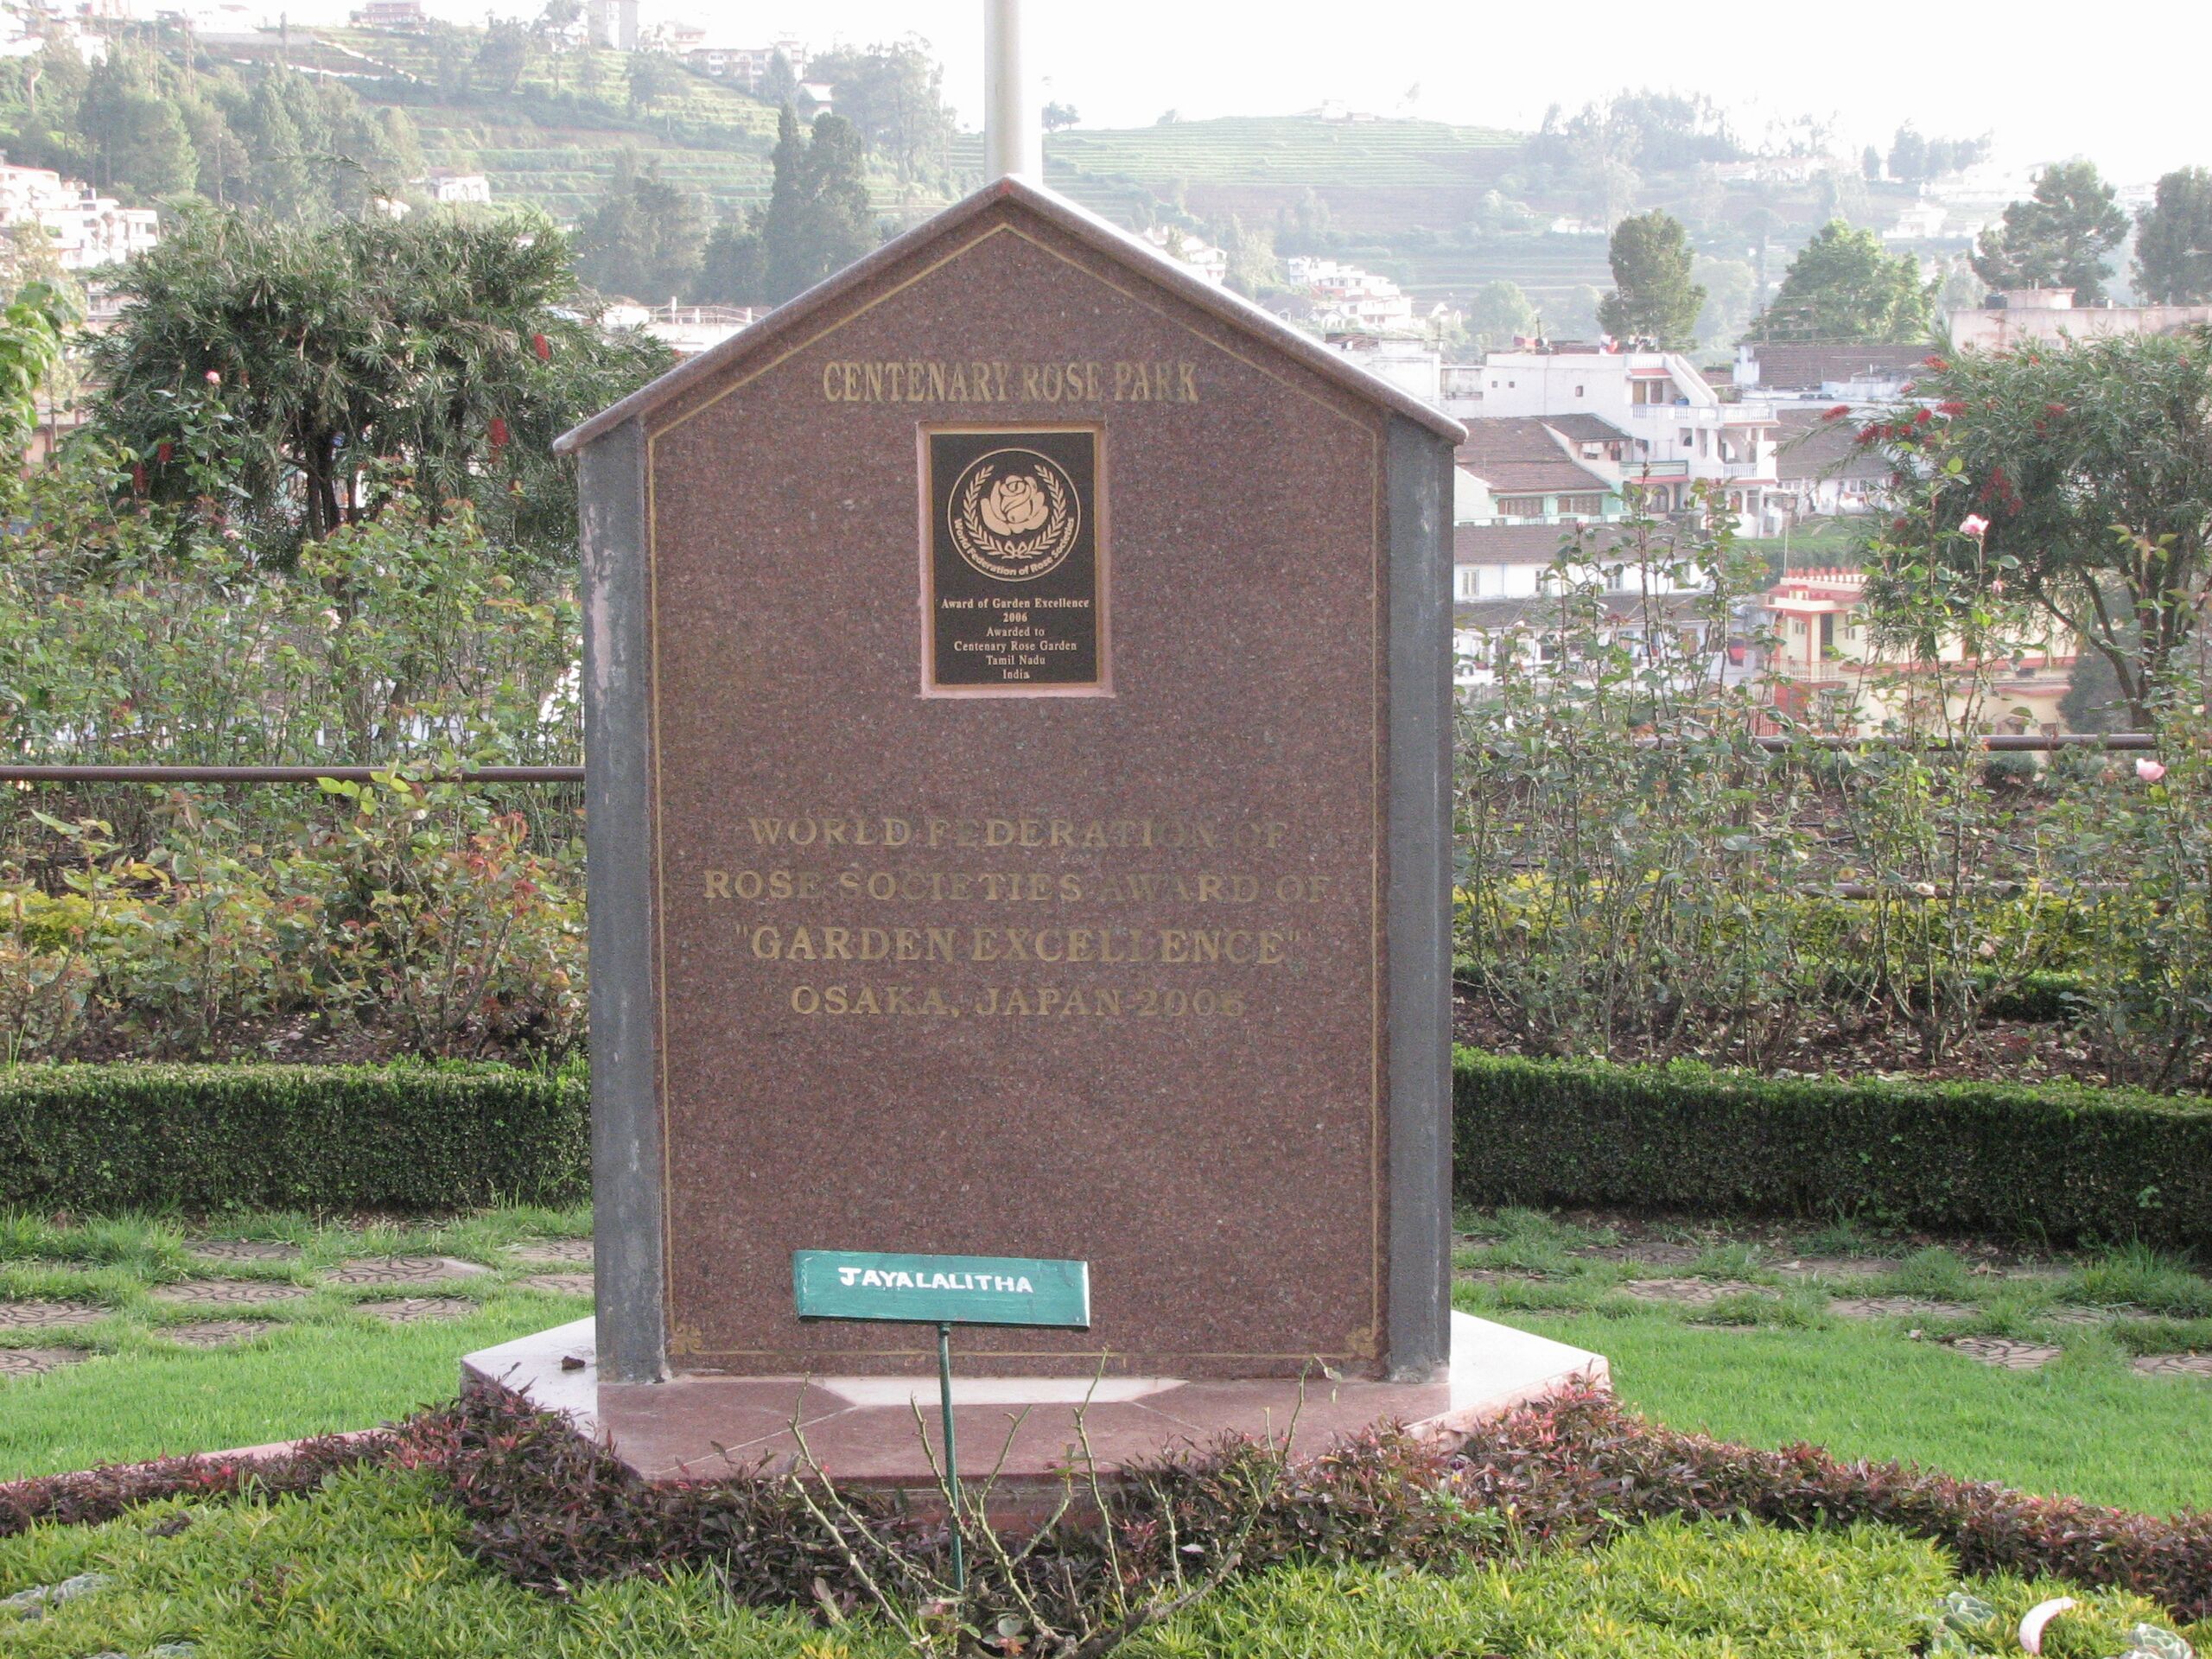 CENTENARY ROSE PARK
World Federation of Rose Societies
Award of Garden Excellence
2006
Awarded to
Centenary Rose Garden
Tamil Nadu
India
WORLD FEDERATION OF
ROSE SOCIETIES AWARD OF
"GARDEN EXCELLENCE"
OSAKA, JAPAN-2006
JAYALALITHA